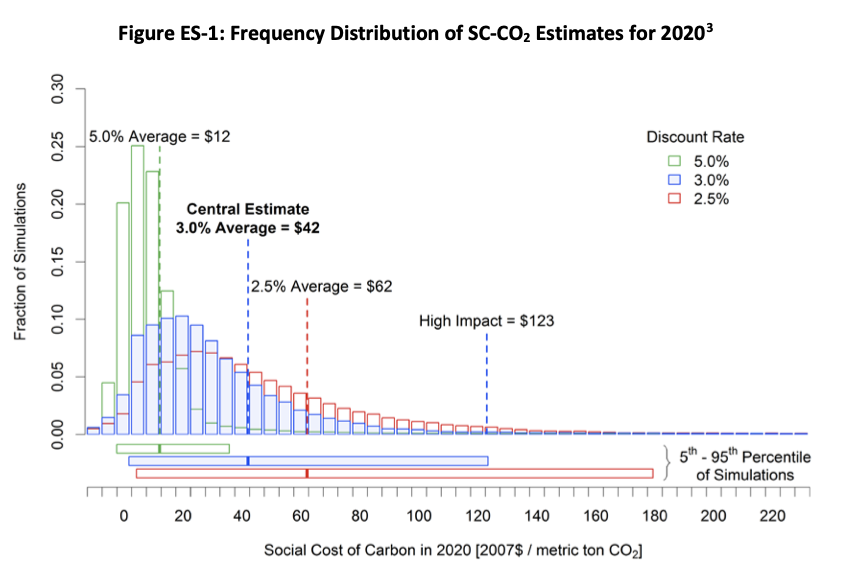 Figure ES-1: Frequency Distribution of SC-CO₂ Estimates for 2020³
Fraction of Simulations
0.30
0.25
0.20
0.15
0.10
0.05
0.00
5.0% Average = $12
Central Estimate
3.0% Average = $42
2.5% Average = $62
High Impact = $123
Discount Rate
5.0%
3.0%
2.5%
5th - 95th Percentile
of Simulations
0 20 40 60 80 100 120 140 160 180 200 220
Social Cost of Carbon in 2020 [2007$ / metric ton CO₂]